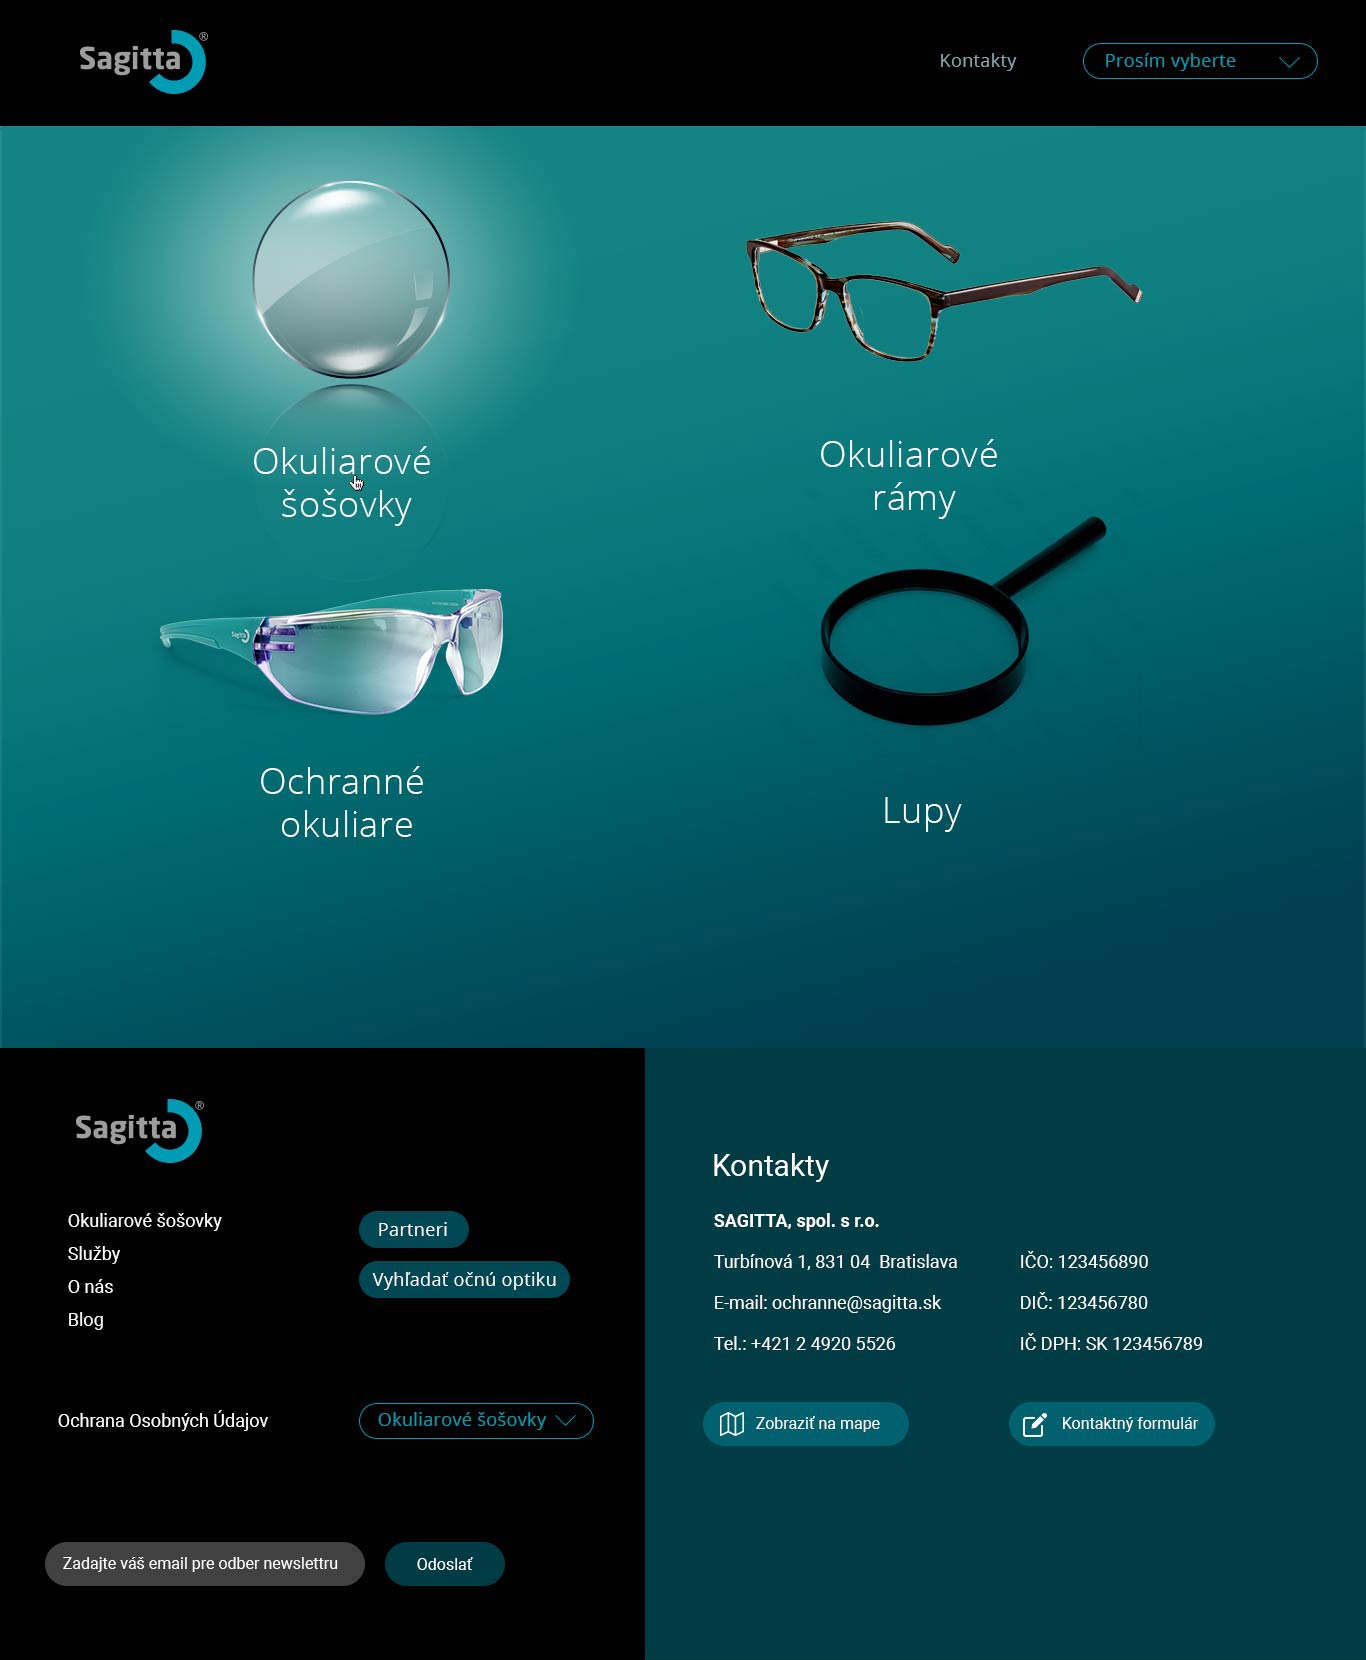 Sagitta®
Kontakty
Prosím vyberte
Okuliarové
šošovky
Okuliarové
rámy
Sagitta
Ochranné
okuliare
Lupy
Sagitta®
Okuliarové šošovky
Služby
O nás
Blog
Partneri
Vyhľadať očnú optiku
Ochrana Osobných Údajov
Okuliarové šošovky
Zadajte váš email pre odber newslettru
Odoslať
Kontakty
SAGITTA, spol. s r.o.
Turbínová 1, 831 04  Bratislava
E-mail: ochranne@sagitta.sk
Tel.: +421 2 4920 5526
IČO: 123456890
DIČ: 123456780
IČ DPH: SK 123456789
Zobraziť na mape
Kontaktný formulár